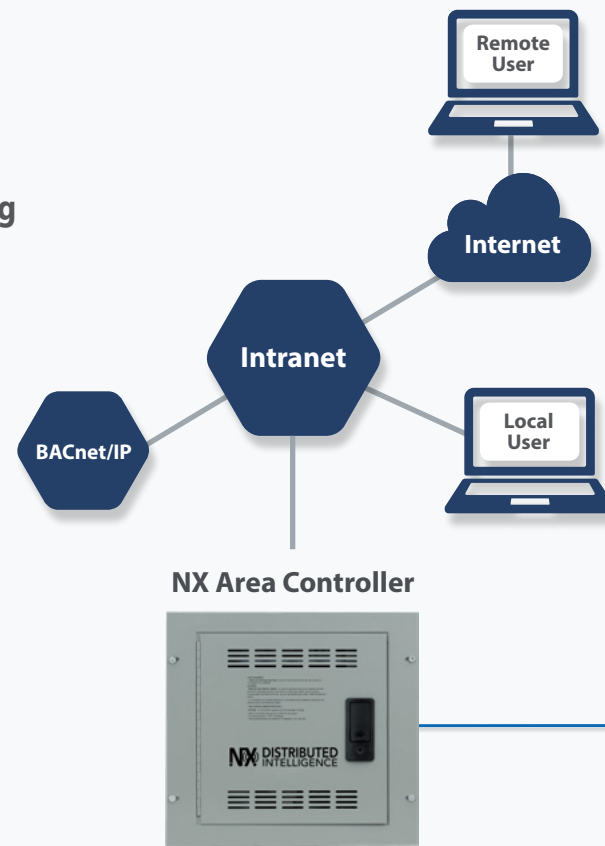 Remote
User
g
Internet
Intranet
Local
User
BACnet/IP
NX Area Controller
NX DISTRIBUTED
INTELLIGENCE